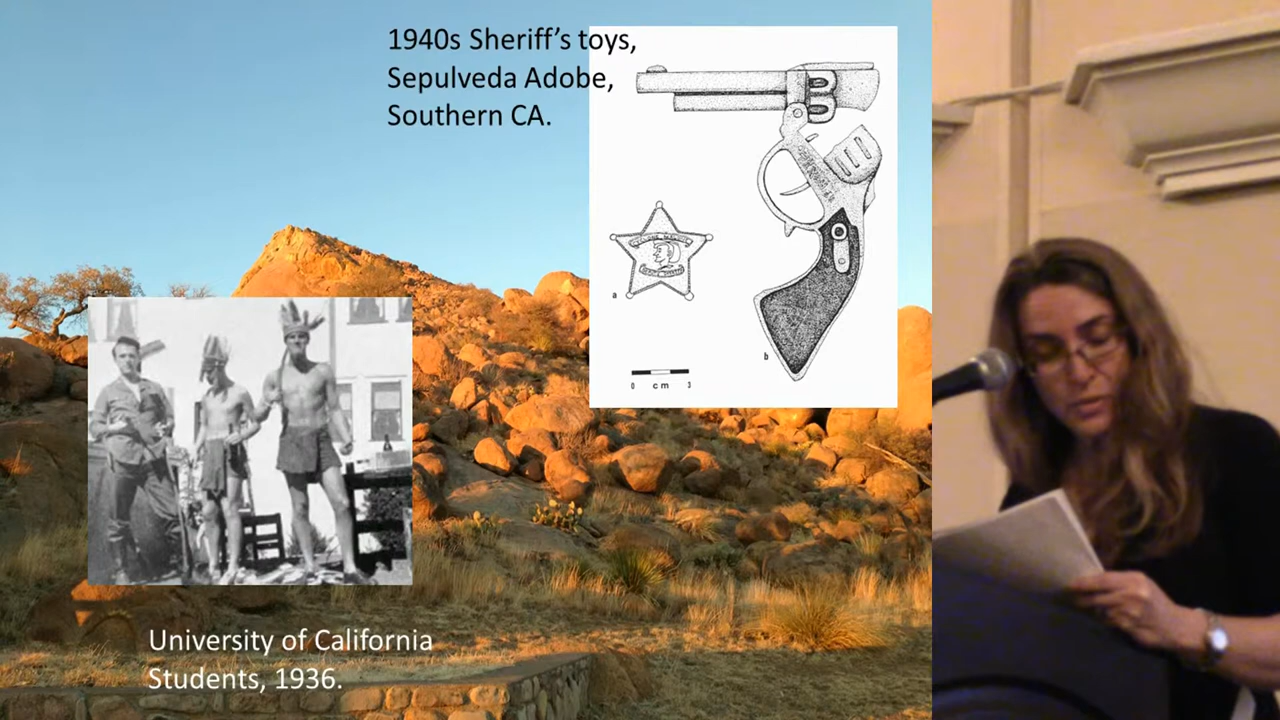 1940s Sheriff’s toys,
Sepulveda Adobe,
Southern CA.
a
b
0 cm 3
University of California
Students, 1936.